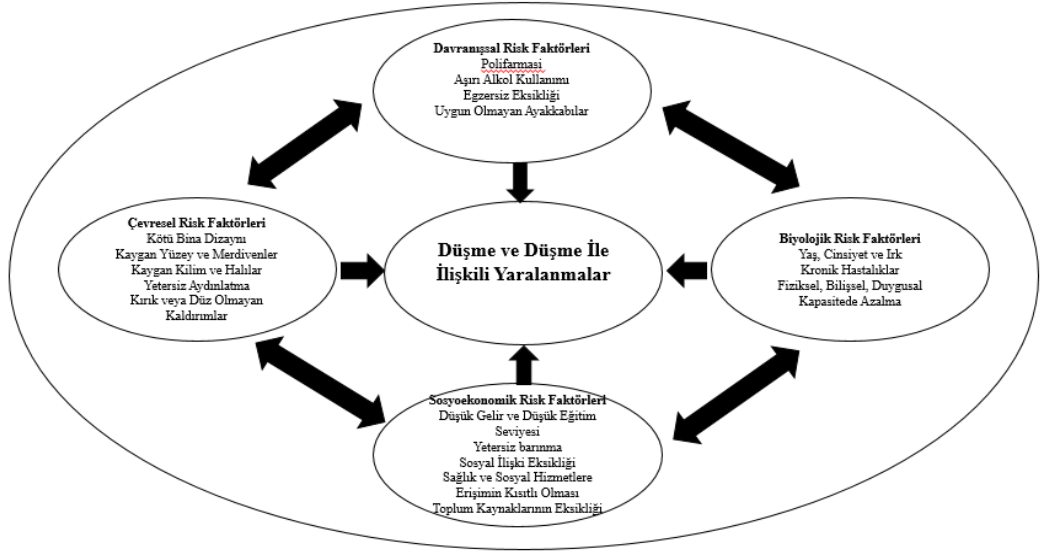 Davranışsal Risk Faktörleri
Polifarmasi
Aşırı Alkol Kullanımı
Egzersiz Eksikliği
Uygun Olmayan Ayakkabılar
Çevresel Risk Faktörleri
Kötü Bina Dizaynı
Kaygan Yüzey ve Merdivenler
Kaygan Kilim ve Halılar
Yetersiz Aydınlatma
Kırık veya Düz Olmayan
Kaldırımlar
Düşme ve Düşme İle
İlişkili Yaralanmalar
Biyolojik Risk Faktörleri
Yaş, Cinsiyet ve Irk
Kronik Hastalıklar
Fiziksel, Bilişsel, Duygusal
Kapasitede Azalma
Sosyoekonomik Risk Faktörleri
Düşük Gelir ve Düşük Eğitim
Seviyesi
Yetersiz barınma
Sosyal İlişki Eksikliği
Sağlık ve Sosyal Hizmetlere
Erişimin Kısıtlı Olması
Toplum Kaynaklarının Eksikliği